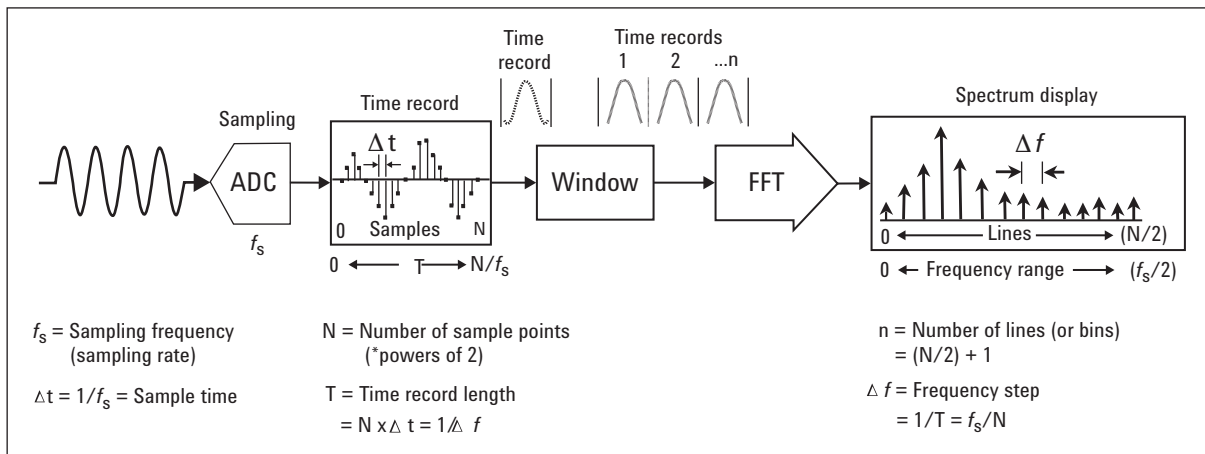 Time
record
Time records
1 2 ...n
Sampling
Time record
Spectrum display
Δ t
Δ f
ADC
Window
FFT
0 Samples N
0 Lines (N/2)
fs
0 T N/fs
0 Frequency range (fs/2)
fs = Sampling frequency
(sampling rate)
Δt = 1/fs = Sample time
N = Number of sample points
(*powers of 2)
T = Time record length
= N x Δ t = 1/Δ f
n = Number of lines (or bins)
= (N/2) + 1
Δ f = Frequency step
= 1/T = fs/N